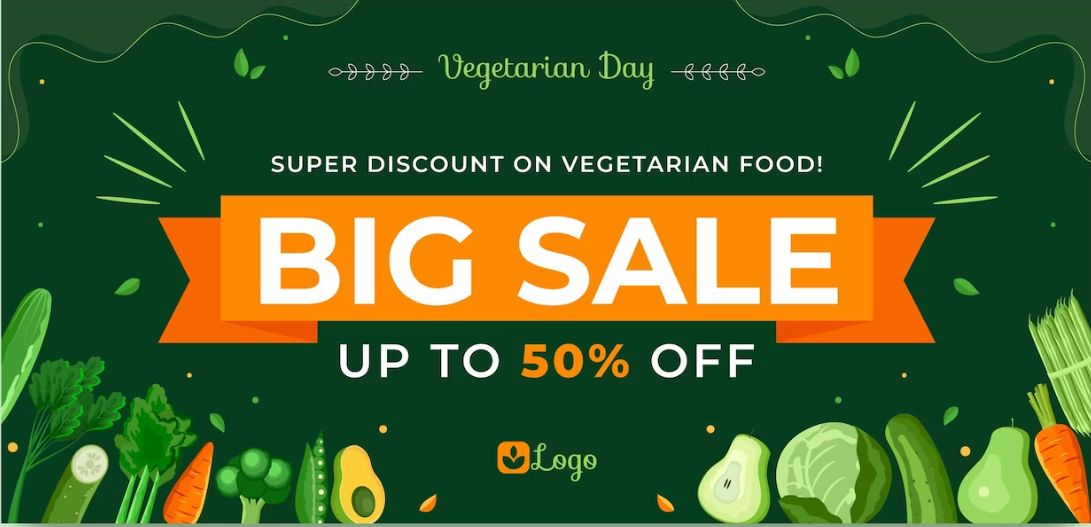 Vegetarian Day
SUPER DISCOUNT ON VEGETARIAN FOOD!
BIG SALE
UP TO 50% OFF
Logo